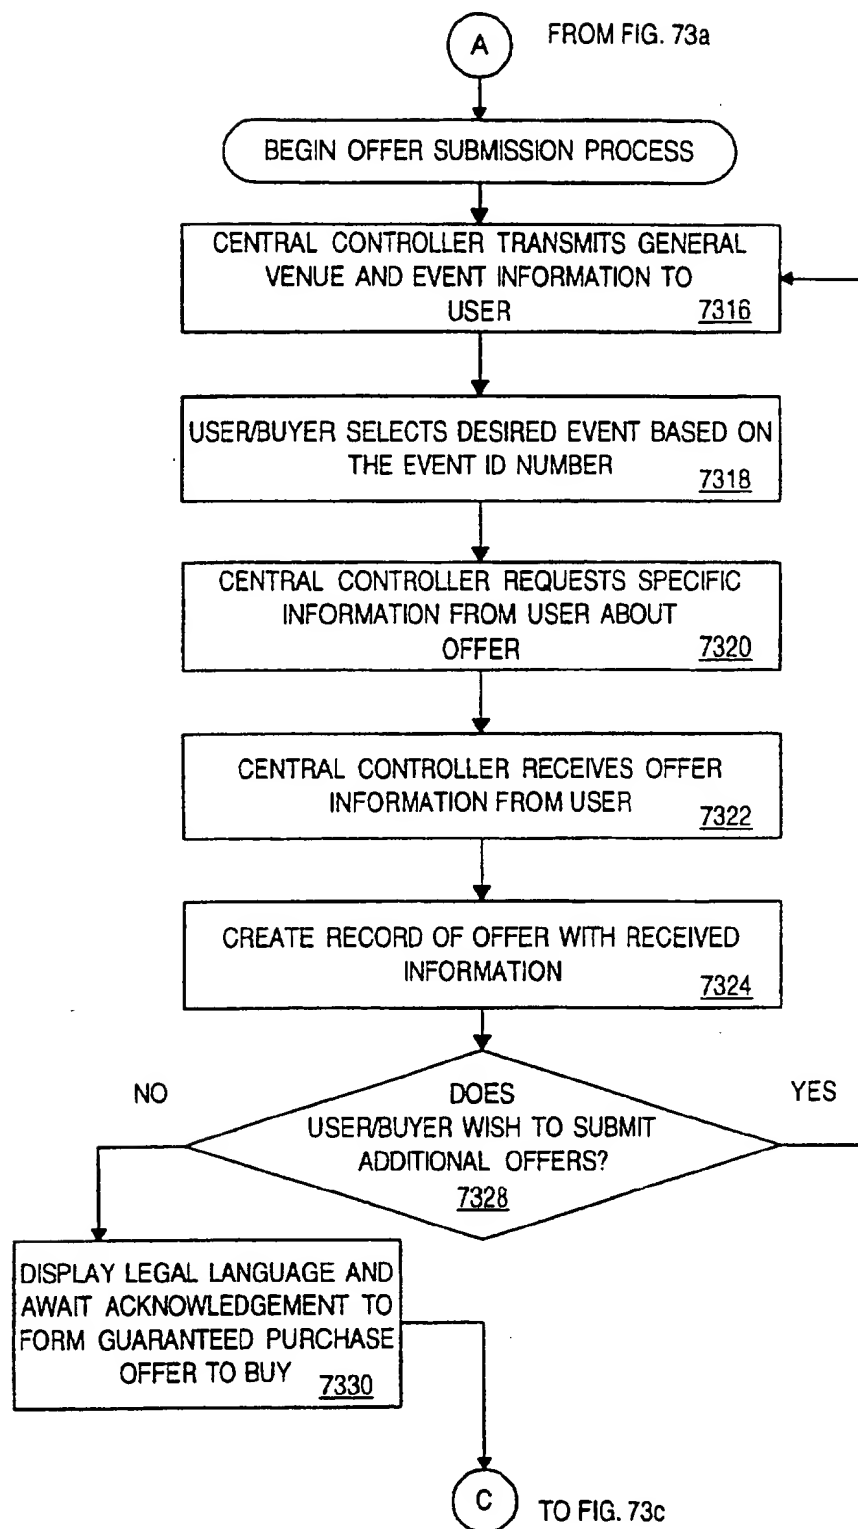 A
FROM FIG. 73a
BEGIN OFFER SUBMISSION PROCESS
CENTRAL CONTROLLER TRANSMITS GENERAL
VENUE AND EVENT INFORMATION TO
USER
7316
USER/BUYER SELECTS DESIRED EVENT BASED ON
THE EVENT ID NUMBER
7318
CENTRAL CONTROLLER REQUESTS SPECIFIC
INFORMATION FROM USER ABOUT
OFFER
7320
CENTRAL CONTROLLER RECEIVES OFFER
INFORMATION FROM USER
7322
CREATE RECORD OF OFFER WITH RECEIVED
INFORMATION
7324
NO
DOES
USER/BUYER WISH TO SUBMIT
ADDITIONAL OFFERS?
7328
YES
DISPLAY LEGAL LANGUAGE AND
AWAIT ACKNOWLEDGEMENT TO
FORM GUARANTEED PURCHASE
OFFER TO BUY
7330
C
TO FIG. 73c